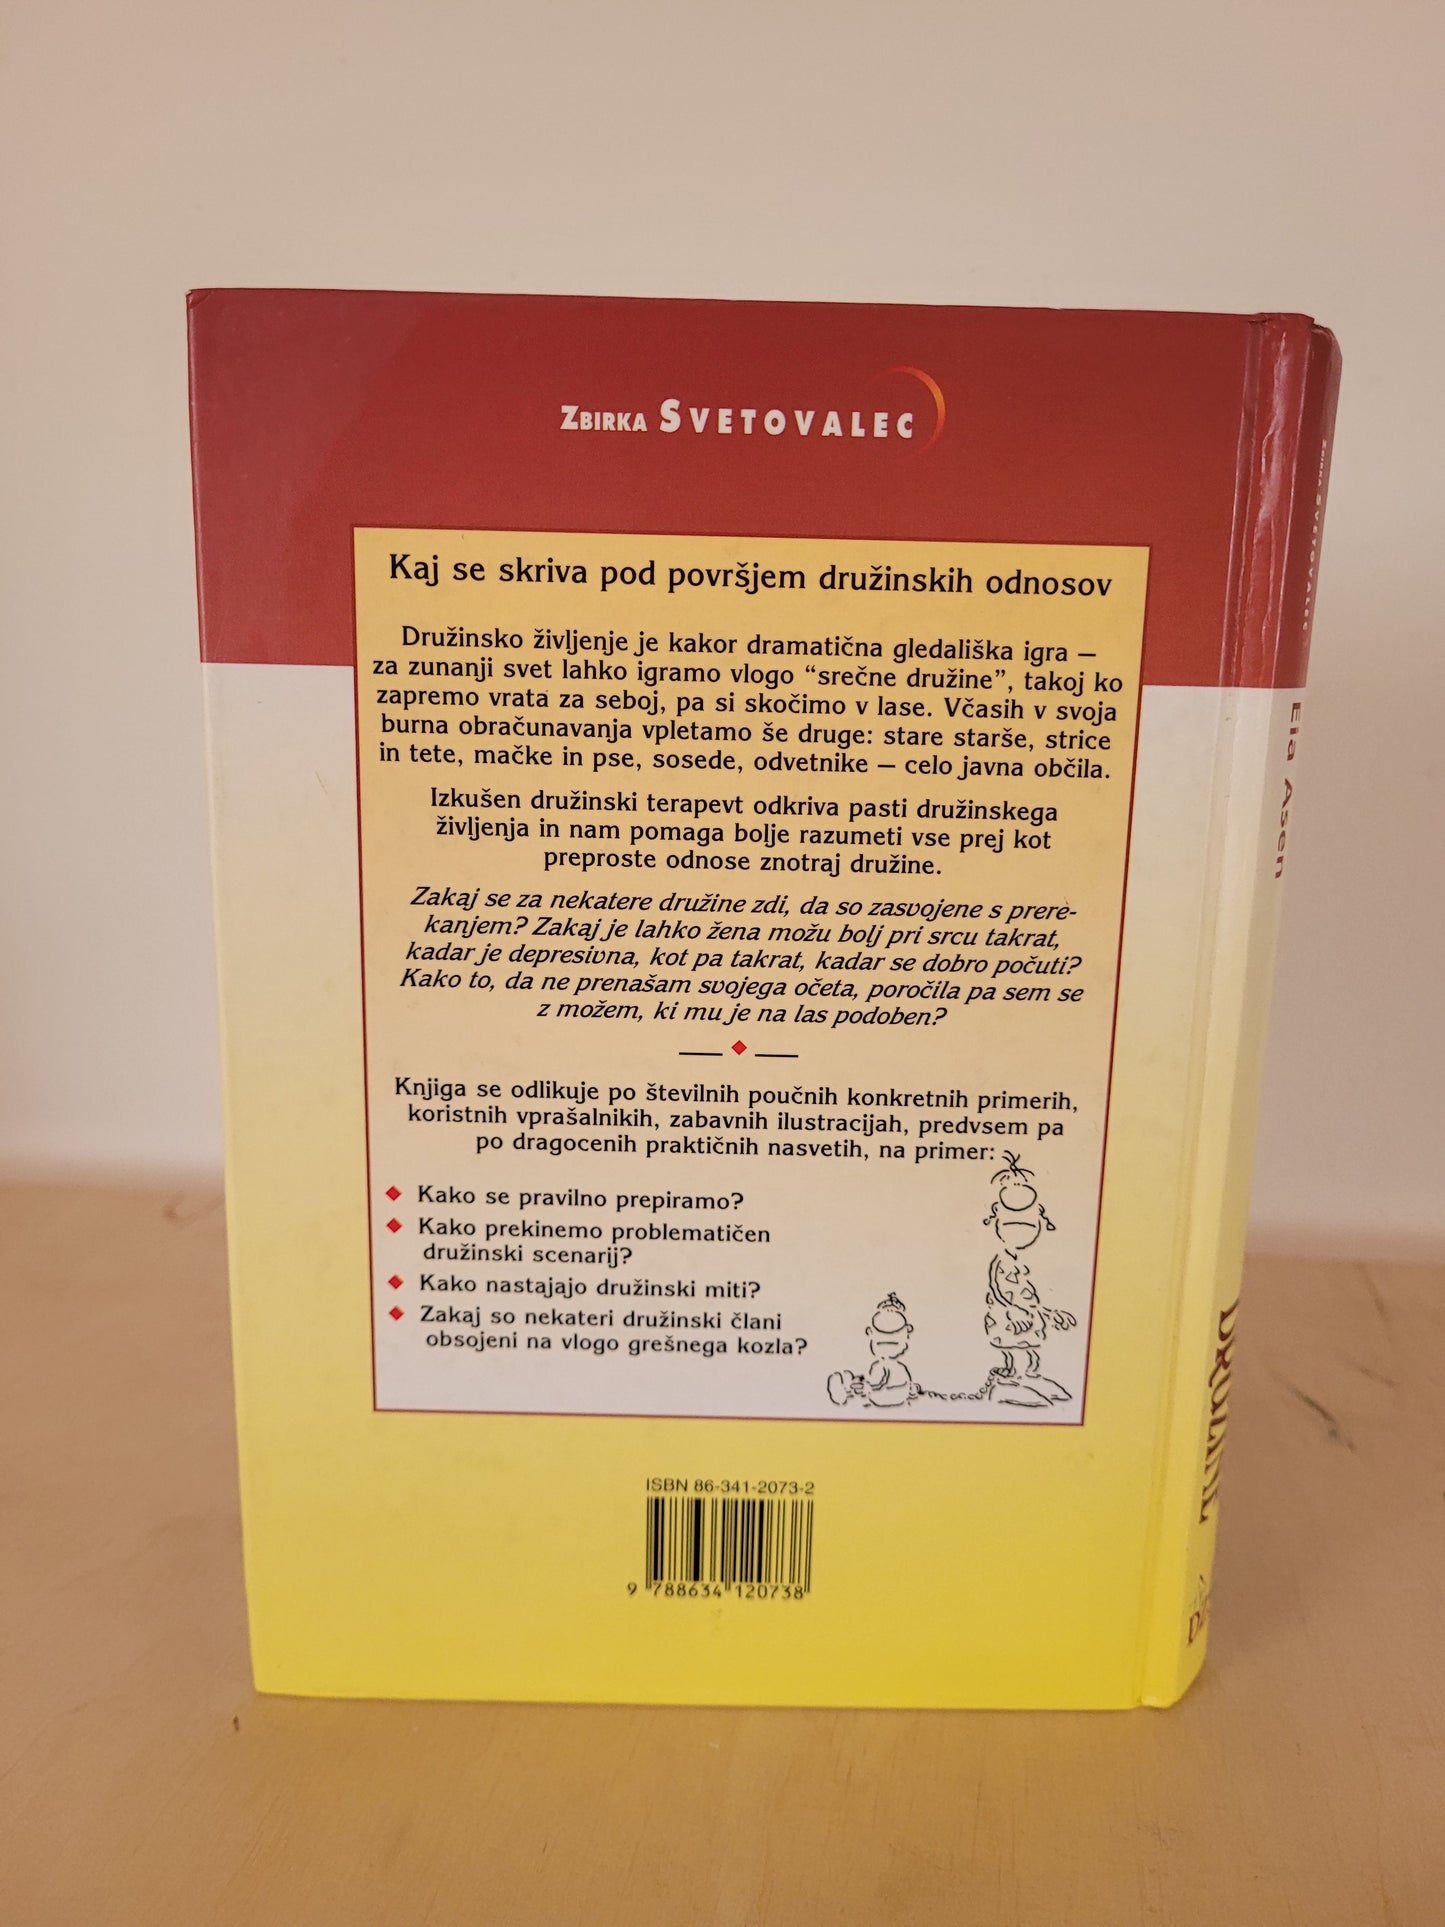 ZBIRKA SVETOVALEC
Kaj se skriva pod površjem družinskih odnosov
Družinsko življenje je kakor dramatična gledališka igra —
za zunanji svet lahko igramo vlogo “srečne družine”, takoj ko
zapremo vrata za seboj, pa si skočimo v lase. Včasih v svoja
burna obračunavanja vpletamo še druge: stare starše, strice
in tete, mačke in pse, sosede, odvetnike — celo javna občila.
Izkušen družinski terapevt odkriva pasti družinskega
življenja in nam pomaga bolje razumeti vse prej kot
preproste odnose znotraj družine.
Zakaj se za nekatere družine zdi, da so zasvojene s prere-
kanjem? Zakaj je lahko žena možu bolj pri srcu takrat,
kadar je depresivna, kot pa takrat, kadar se dobro počuti?
Kako to, da ne prenašam svojega očeta, poročila pa sem se
z možem, ki mu je na las podoben?
Knjiga se odlikuje po številnih poučnih konkretnih primerih,
koristnih vprašalnikih, zabavnih ilustracijah, predvsem pa
po dragocenih praktičnih nasvetih, na primer:
Kako se pravilno prepiramo?
Kako prekinemo problematičen
družinski scenarij?
Kako nastajajo družinski miti?
Zakaj so nekateri družinski člani
obsojeni na vlogo grešnega kozla?
ISBN 86-341-2073-2
9 788634 120738
ZBIRKA SVETOVALEC
Eia Asen